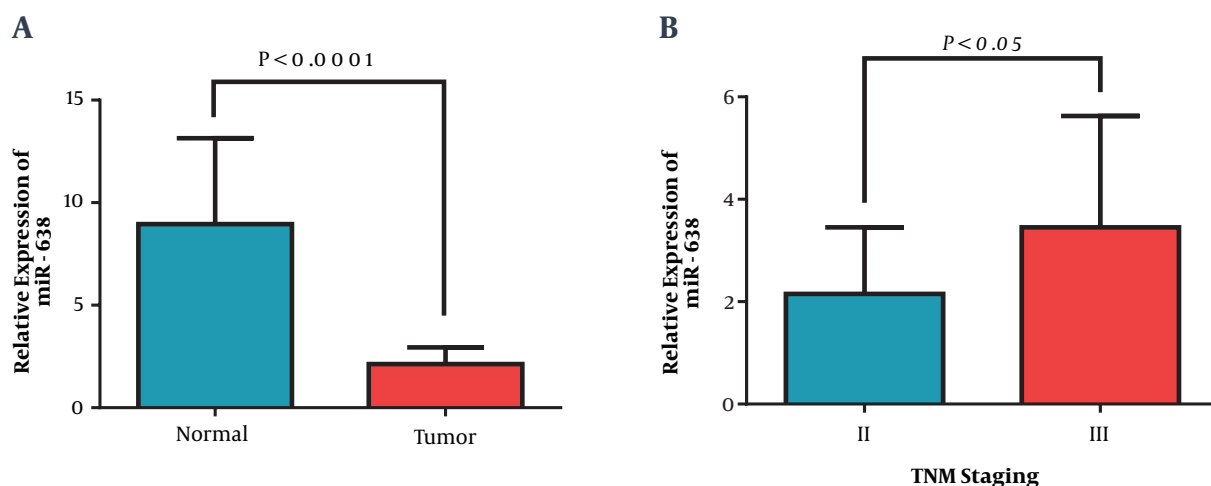 A
P<0.0001
Relative Expression of
miR-638
15
10
5
0
Normal
Tumor
B
P<0.05
Relative Expression of
miR-638
6
4
2
0
II
III
TNM Staging